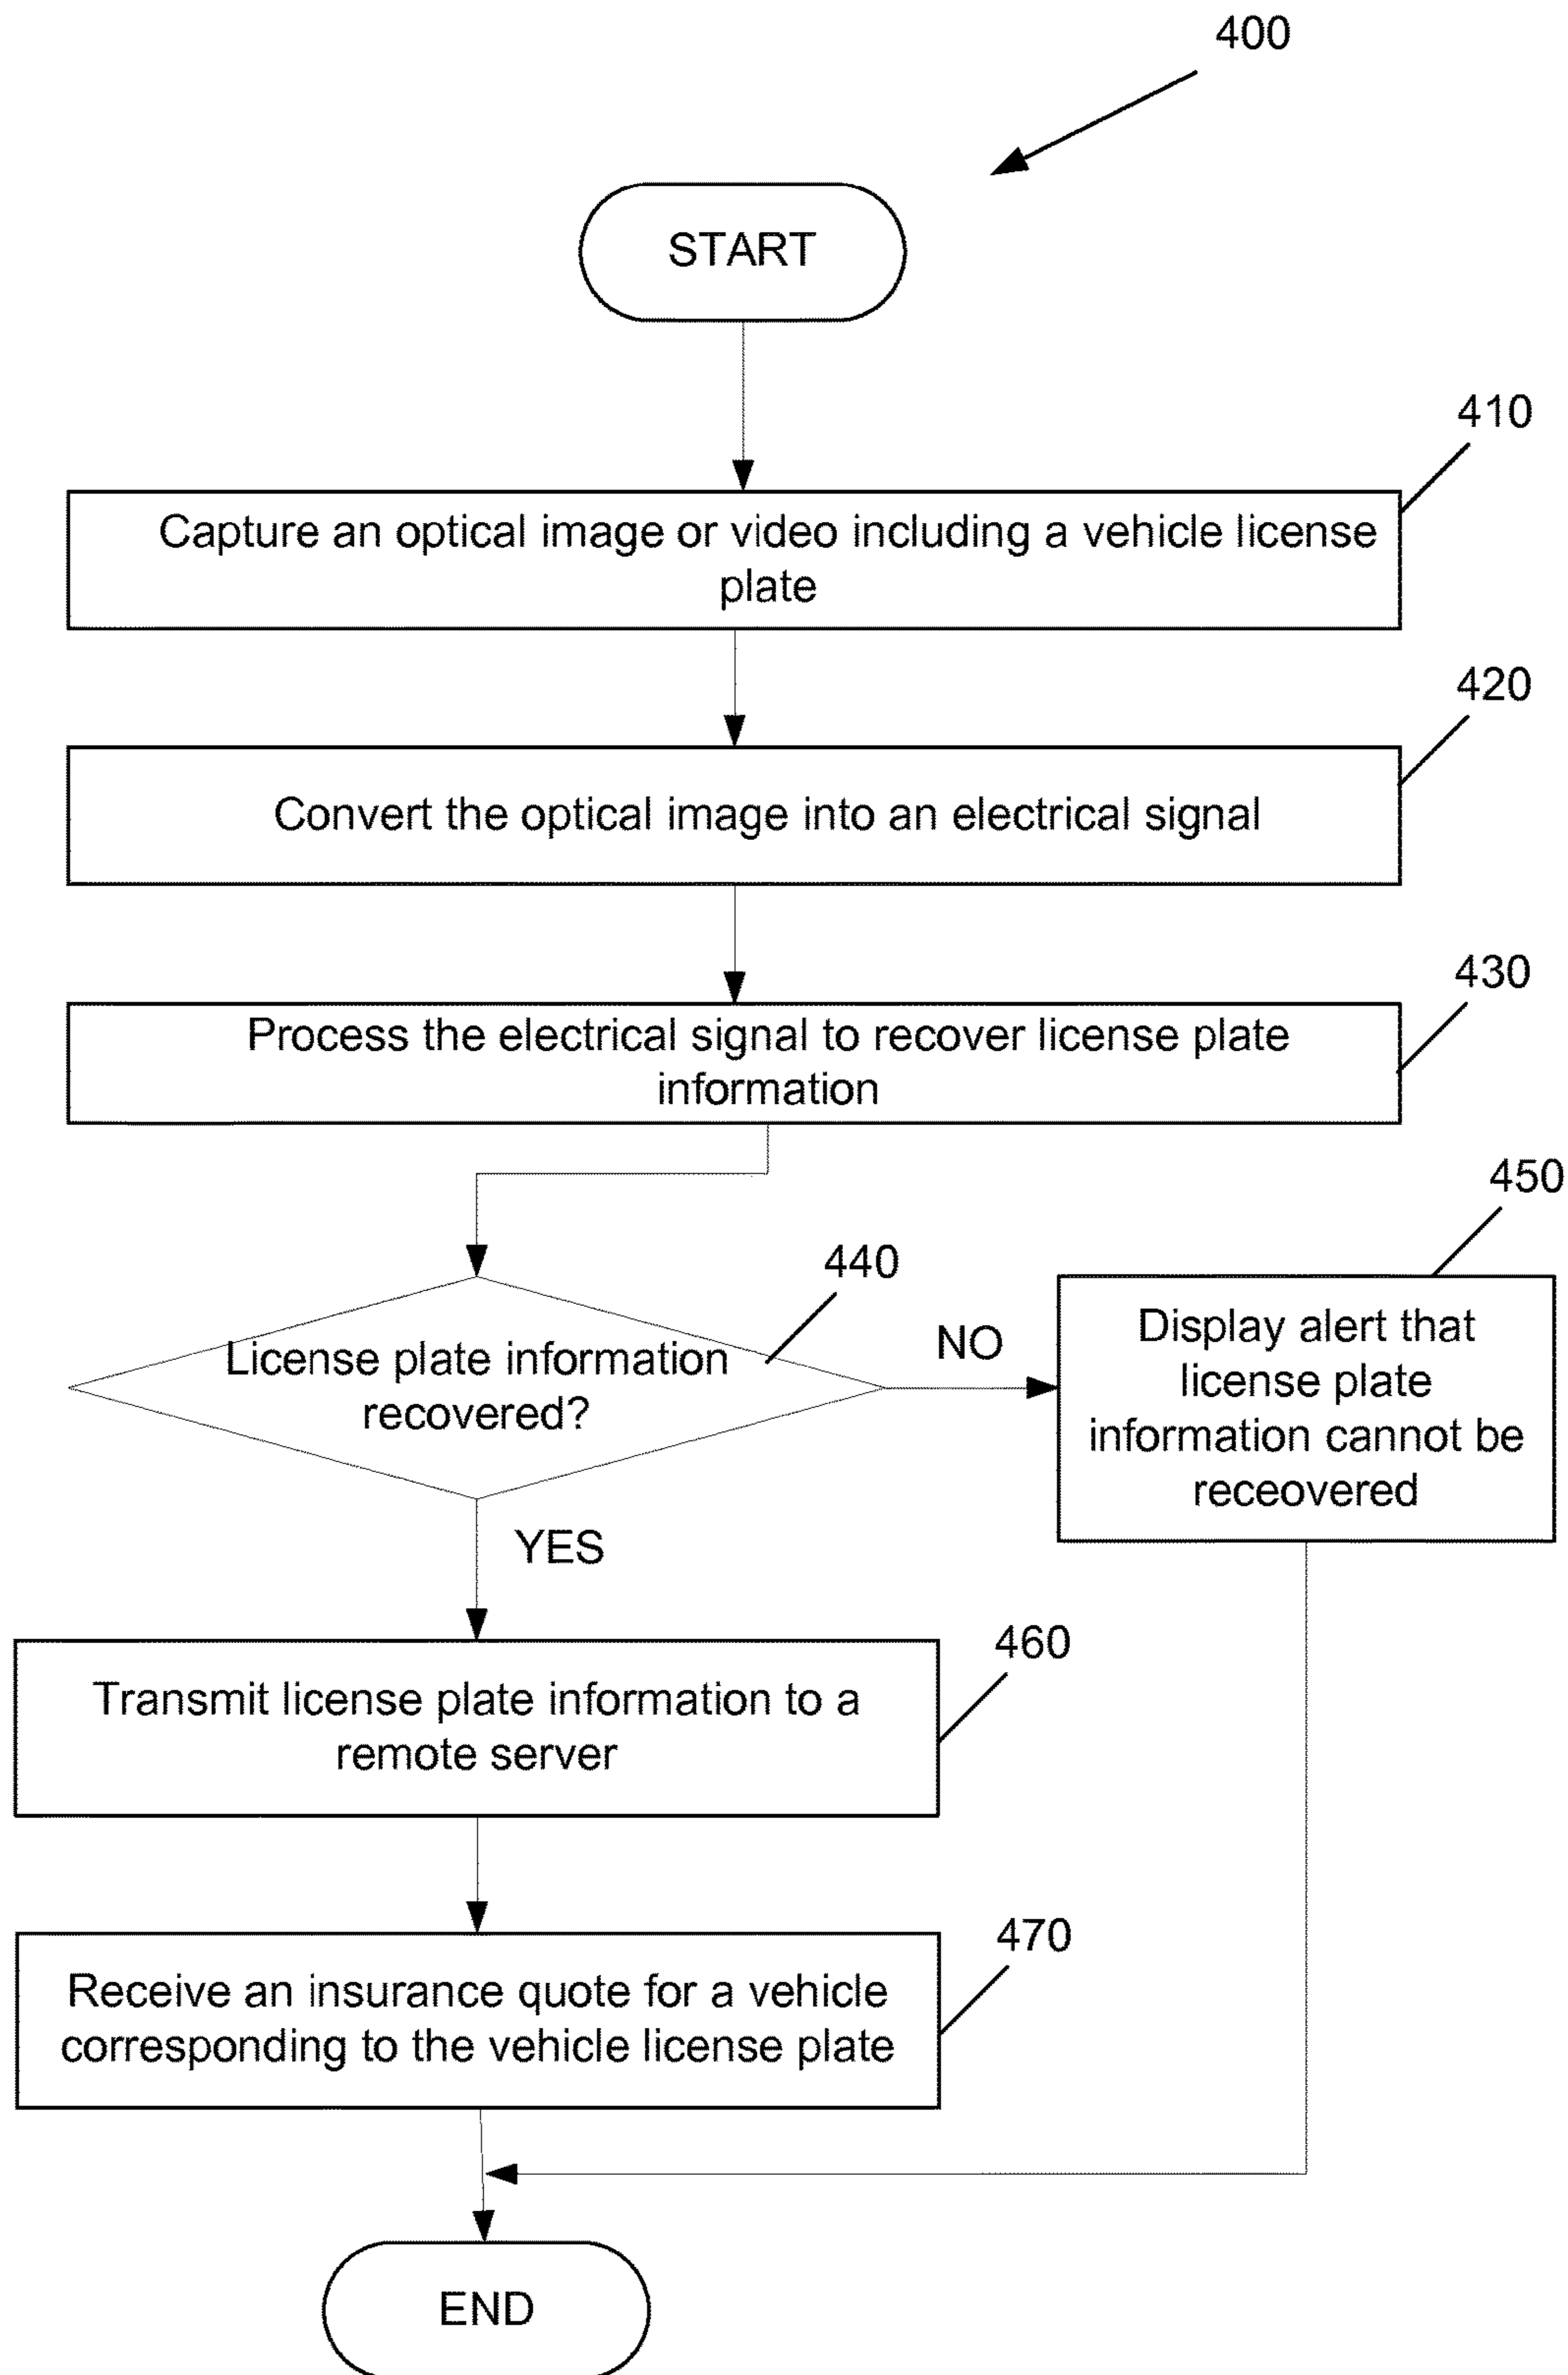 400
START
410
Capture an optical image or video including a vehicle license
plate
420
Convert the optical image into an electrical signal
430
Process the electrical signal to recover license plate
information
440
License plate information
recovered?
NO
450
Display alert that
license plate
information cannot be
receovered
YES
460
Transmit license plate information to a
remote server
470
Receive an insurance quote for a vehicle
corresponding to the vehicle license plate
END